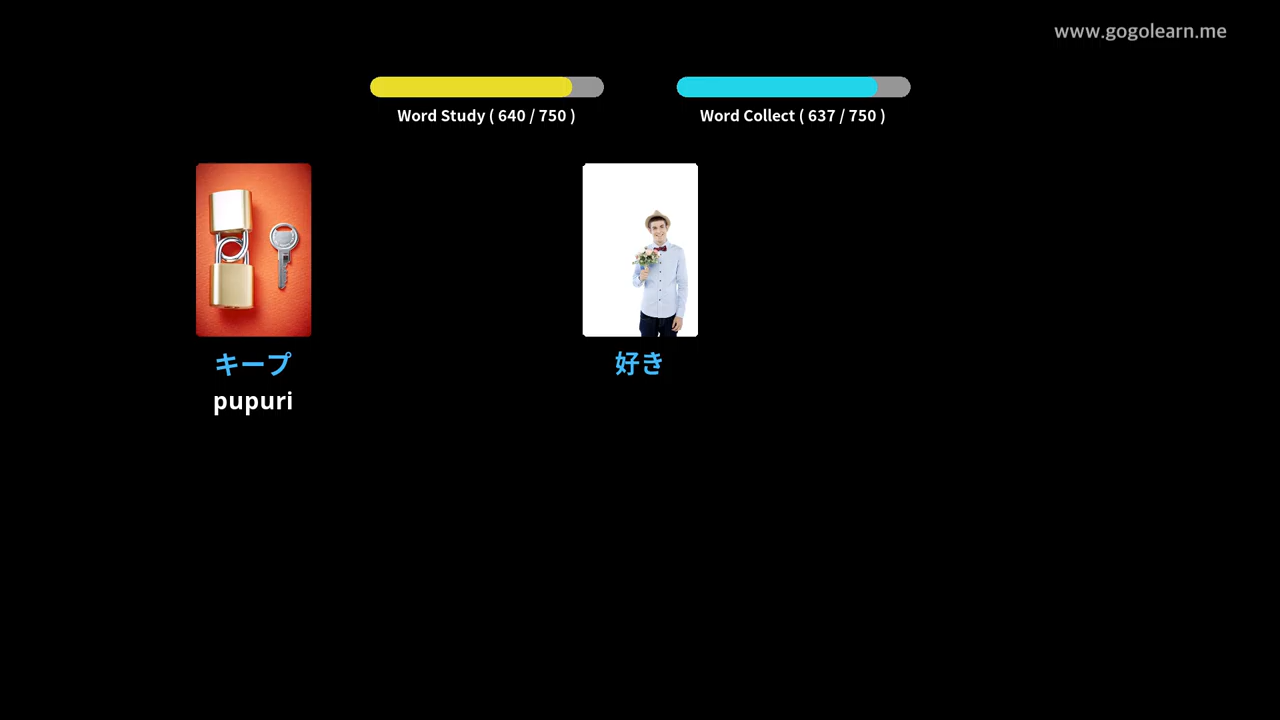 www.gogolearn.me
Word Study ( 640 / 750 )
Word Collect ( 637 / 750 )
キープ
好き
pupuri